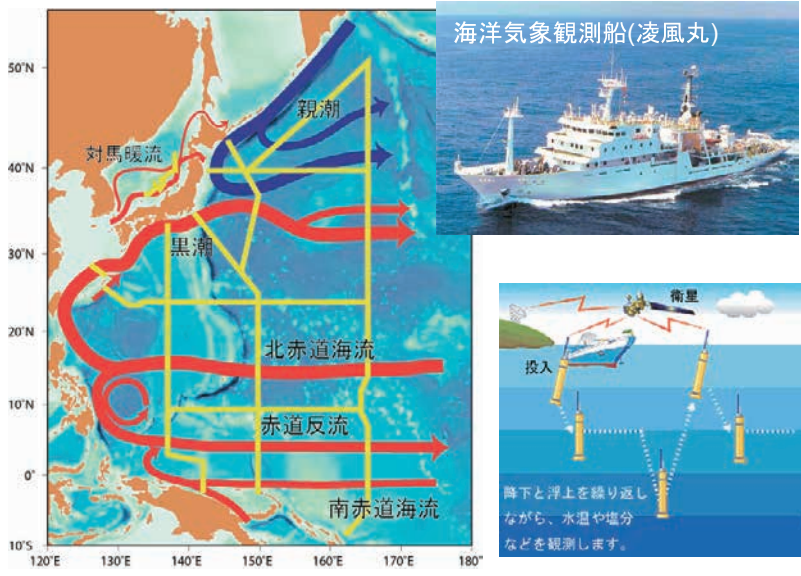 海洋気象観測船(凌風丸)
50˚N
40˚N
30˚N
20˚N
10˚N
0˚
10˚S
120˚E
130˚E
140˚E
150˚E
160˚E
170˚E
180˚
親潮
対馬暖流
黒潮
北赤道海流
赤道反流
南赤道海流
衛星
投入
降下と浮上を繰り返し
ながら、水温や塩分
などを観測します。